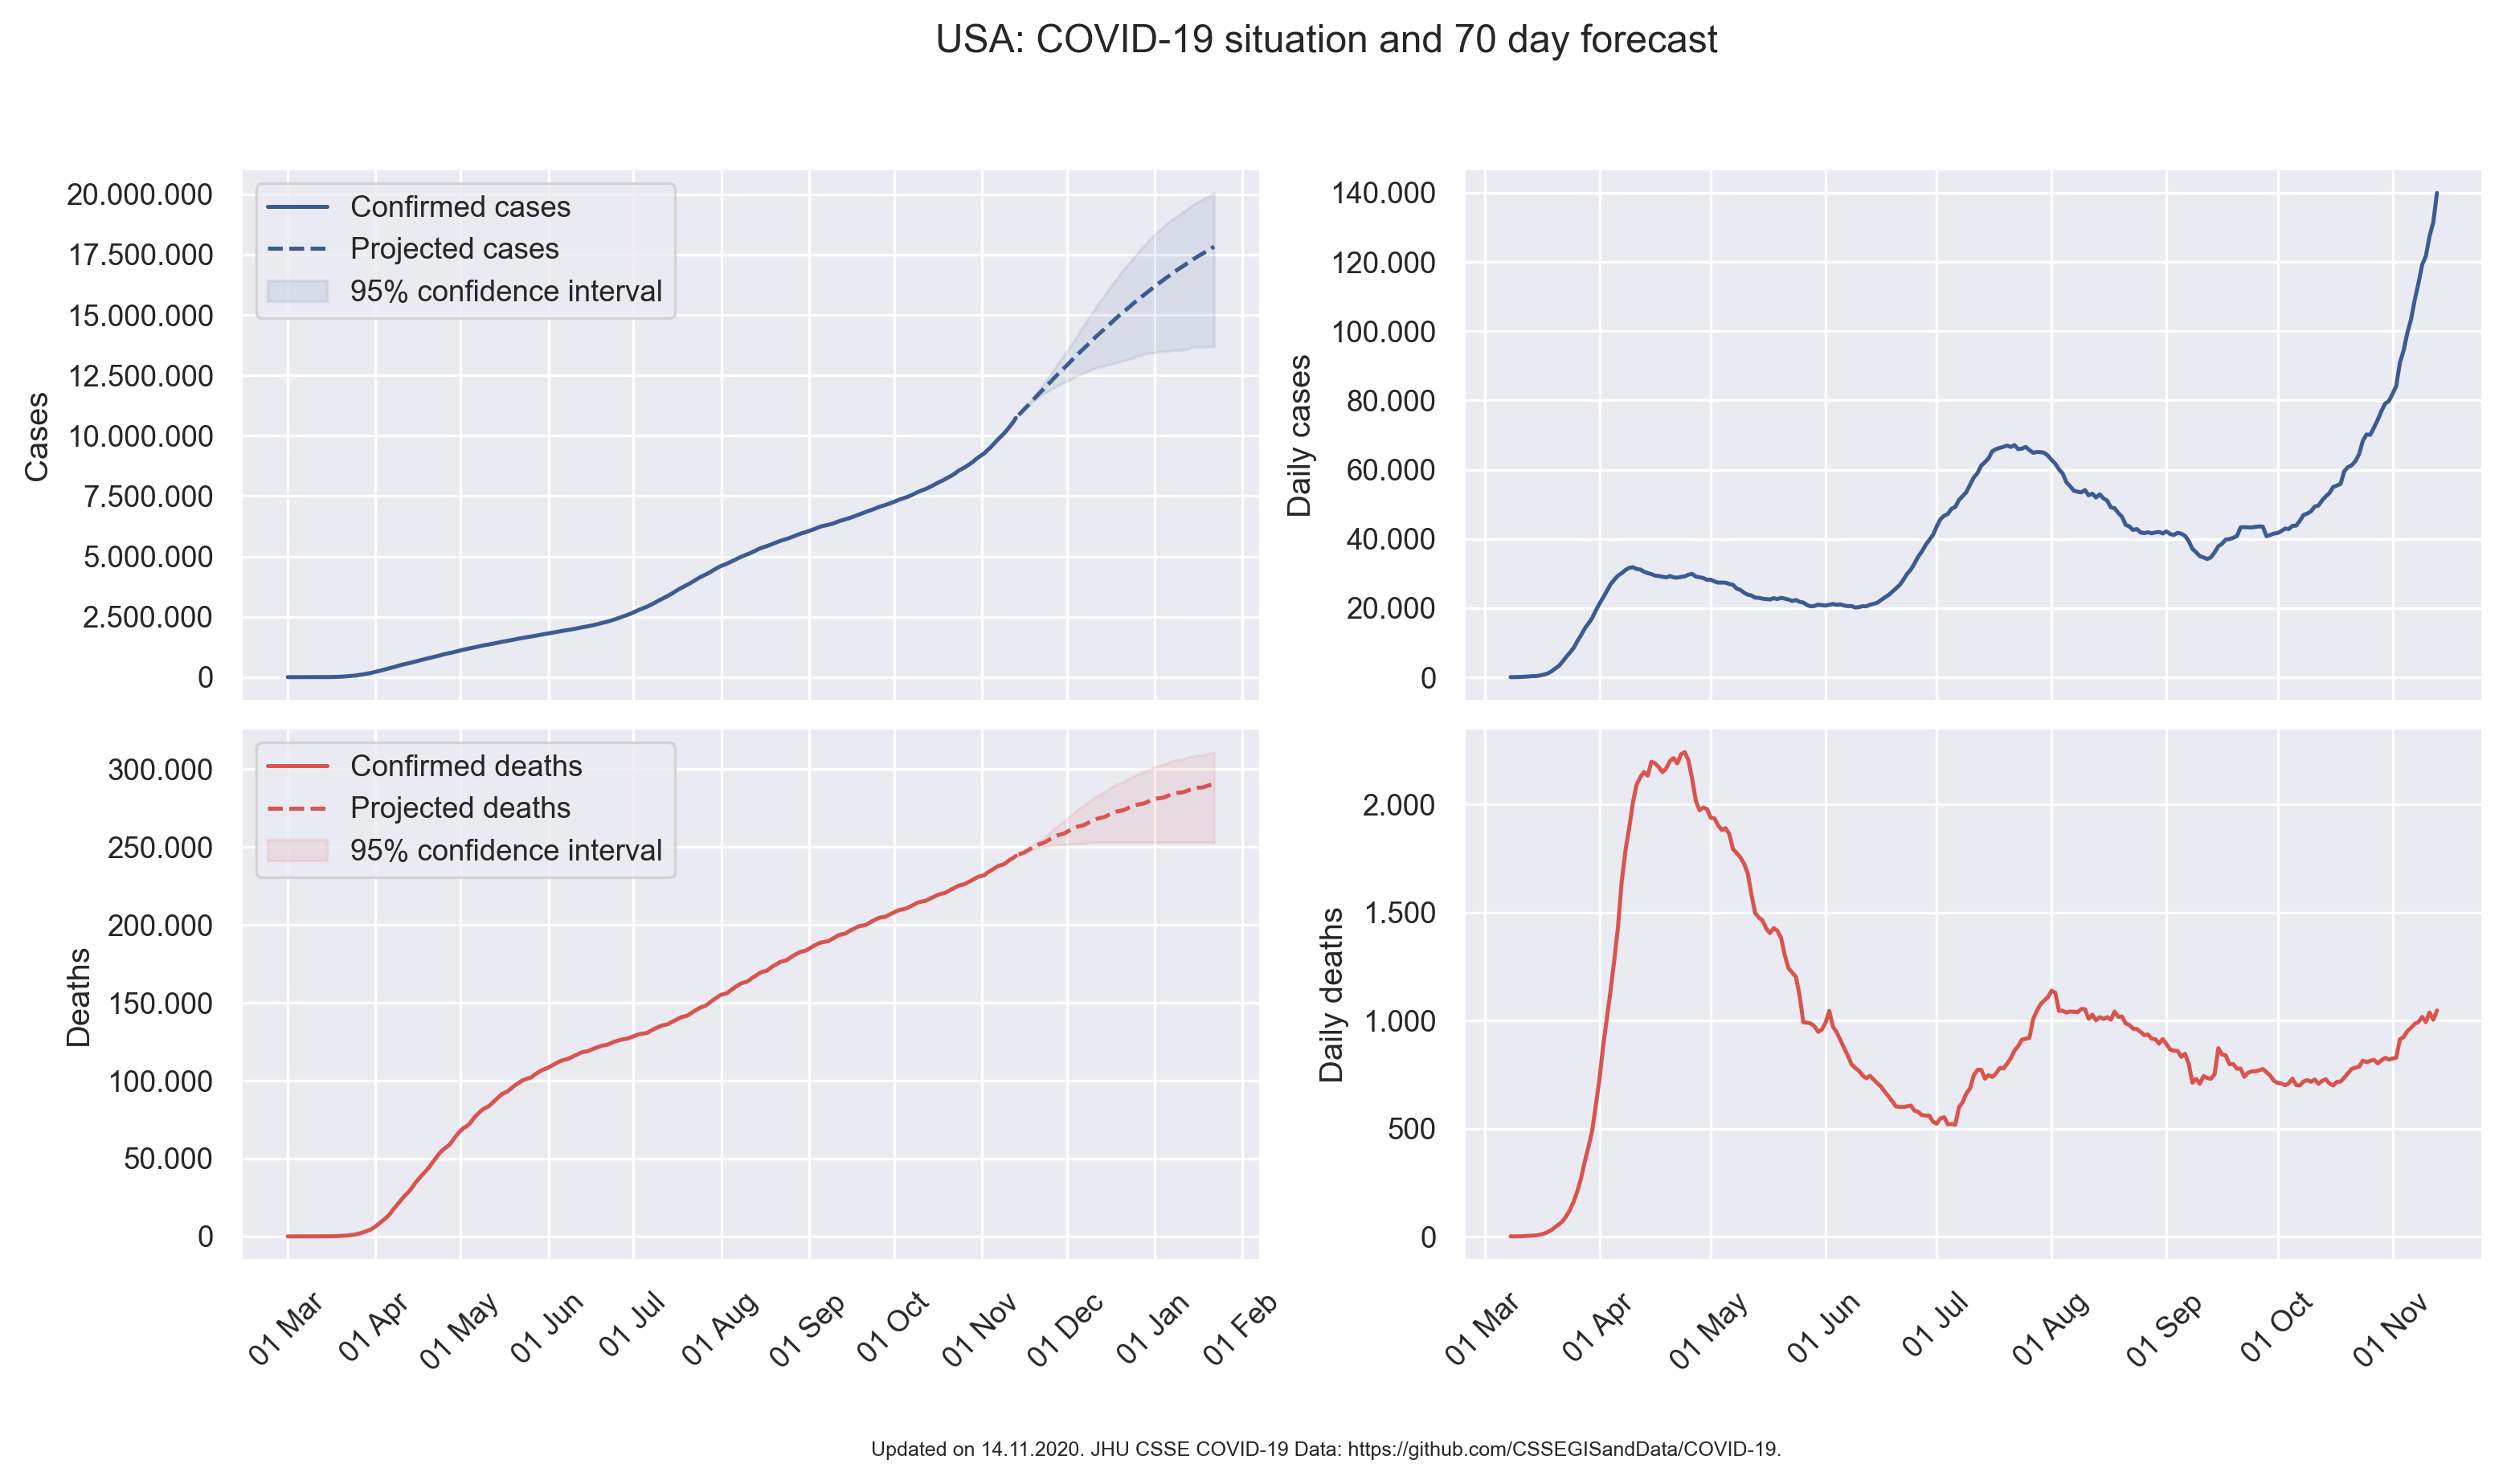 USA: COVID-19 situation and 70 day forecast
20.000.000
17.500.000
15.000.000
12.500.000
10.000.000
7.500.000
5.000.000
2.500.000
0
Cases
Confirmed cases
Projected cases
95% confidence interval
140.000
120.000
100.000
80.000
60.000
40.000
20.000
0
Daily cases
300.000
250.000
200.000
150.000
100.000
50.000
0
Deaths
Confirmed deaths
Projected deaths
95% confidence interval
01 Mar
01 Apr
01 May
01 Jun
01 Jul
01 Aug
01 Sep
01 Oct
01 Nov
01 Dec
01 Jan
01 Feb
2.000
1.500
1.000
500
0
Daily deaths
01 Mar
01 Apr
01 May
01 Jun
01 Jul
01 Aug
01 Sep
01 Oct
01 Nov
Updated on 14.11.2020. JHU CSSE COVID-19 Data: https://github.com/CSSEGISandData/COVID-19.